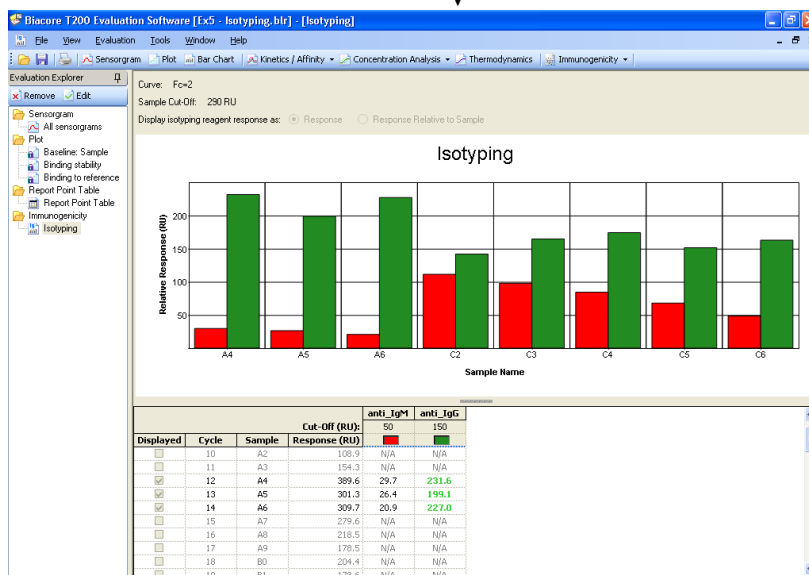 Biacore T200 Evaluation Software [Ex5 - Isotyping.blr] - [Isotyping]
File View Evaluation Tools Window Help
Sensorgram Plot Bar Chart Kinetics / Affinity Concentration Analysis Thermodynamics Immunogenicity
Evaluation Explorer
Remove Edit
Sensorgram
All sensorgrams
Plot
Baseline: Sample
Binding stability
Binding to reference
Report Point Table
Report Point Table
Immunogenicity
Isotyping
Curve: Fc=2
Sample Cut-Off: 290 RU
Display isotyping reagent response as: Response Response Relative to Sample
Isotyping
Relative Response (RU)
200
150
100
50
A4 A5 A6 C2 C3 C4 C5 C6
Sample Name
anti_IgM anti_IgG
Cut-Off (RU): 50 150
Displayed Cycle Sample Response (RU)
10 A2 108.9 N/A N/A
11 A3 154.3 N/A N/A
12 A4 389.6 29.7 231.6
13 A5 301.3 26.4 199.1
14 A6 309.7 20.9 227.0
15 A7 279.6 N/A N/A
16 A8 218.5 N/A N/A
17 A9 178.5 N/A N/A
18 B0 204.4 N/A N/A
19 B1 178.6 N/A N/A